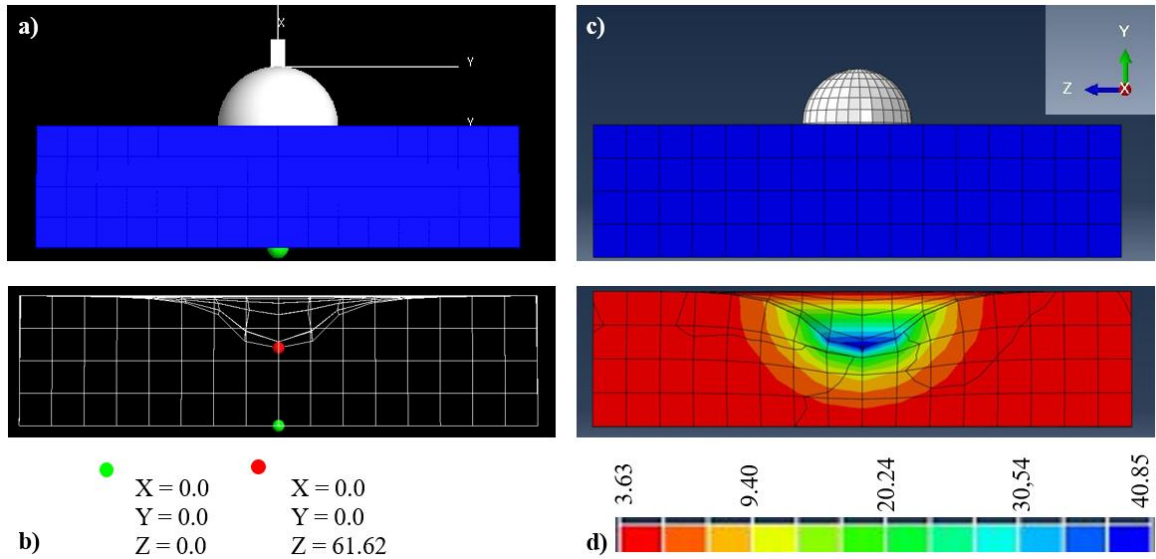 a)
X
Y
Y
c)
Y
Z
X
X = 0.0
Y = 0.0
Z = 0.0
X = 0.0
Y = 0.0
Z = 61.62
b)
3.63
9.40
20.24
30,54
40.85
d)